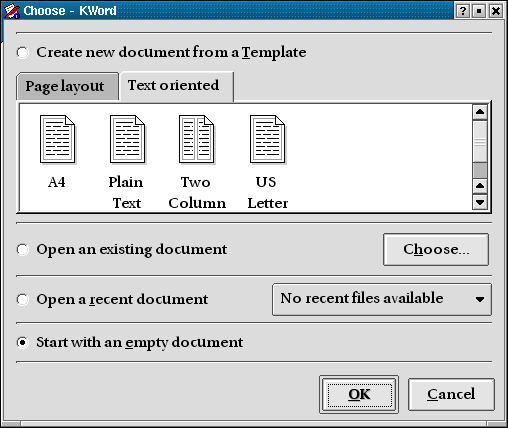 Choose - KWord
Create new document from a Template
Page layout Text oriented
A4 Plain Two US
Text Column Letter
Open an existing document Choose...
Open a recent document No recent files available
Start with an empty document
OK Cancel